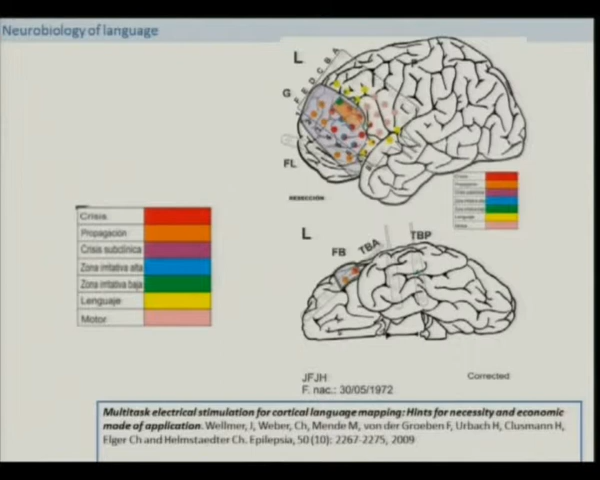 Neurobiology of language
L
A
B
C
D
E
F
G
FL
RESECCIÓN
Crisis
Propagación
Crisis subclínica
Zona irritativa alta
Zona irritativa baja
Lenguaje
Motor
L
FB
TBA
TBP
JFJH
F. nac.: 30/05/1972
Corrected
Multitask electrical stimulation for cortical language mapping: Hints for necessity and economic
mode of application. Wellmer, J, Weber, Ch, Mende M, von der Groeben F, Urbach H, Clusmann H,
Elger Ch and Helmstaedter Ch. Epilepsia, 50 (10): 2267-2275, 2009